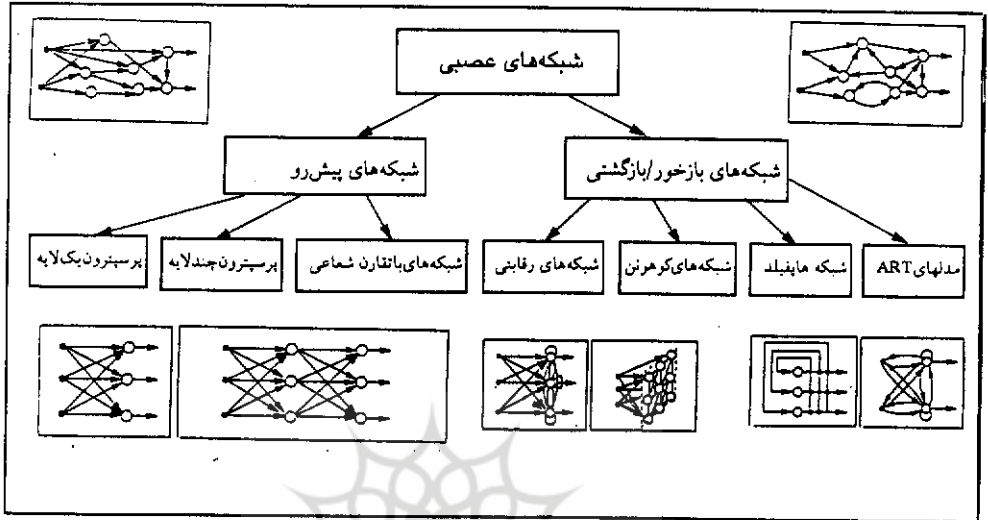 شبکه‌های عصبی
شبکه‌های بازخور/بازگشتی
شبکه‌های پیش‌رو
مدلهای ART
شبکه هاپفیلد
شبکه‌های کوهونن
شبکه‌های رقابتی
شبکه‌های باتقارن شعاعی
پرسپترون چندلایه
پرسپترون یک لایه